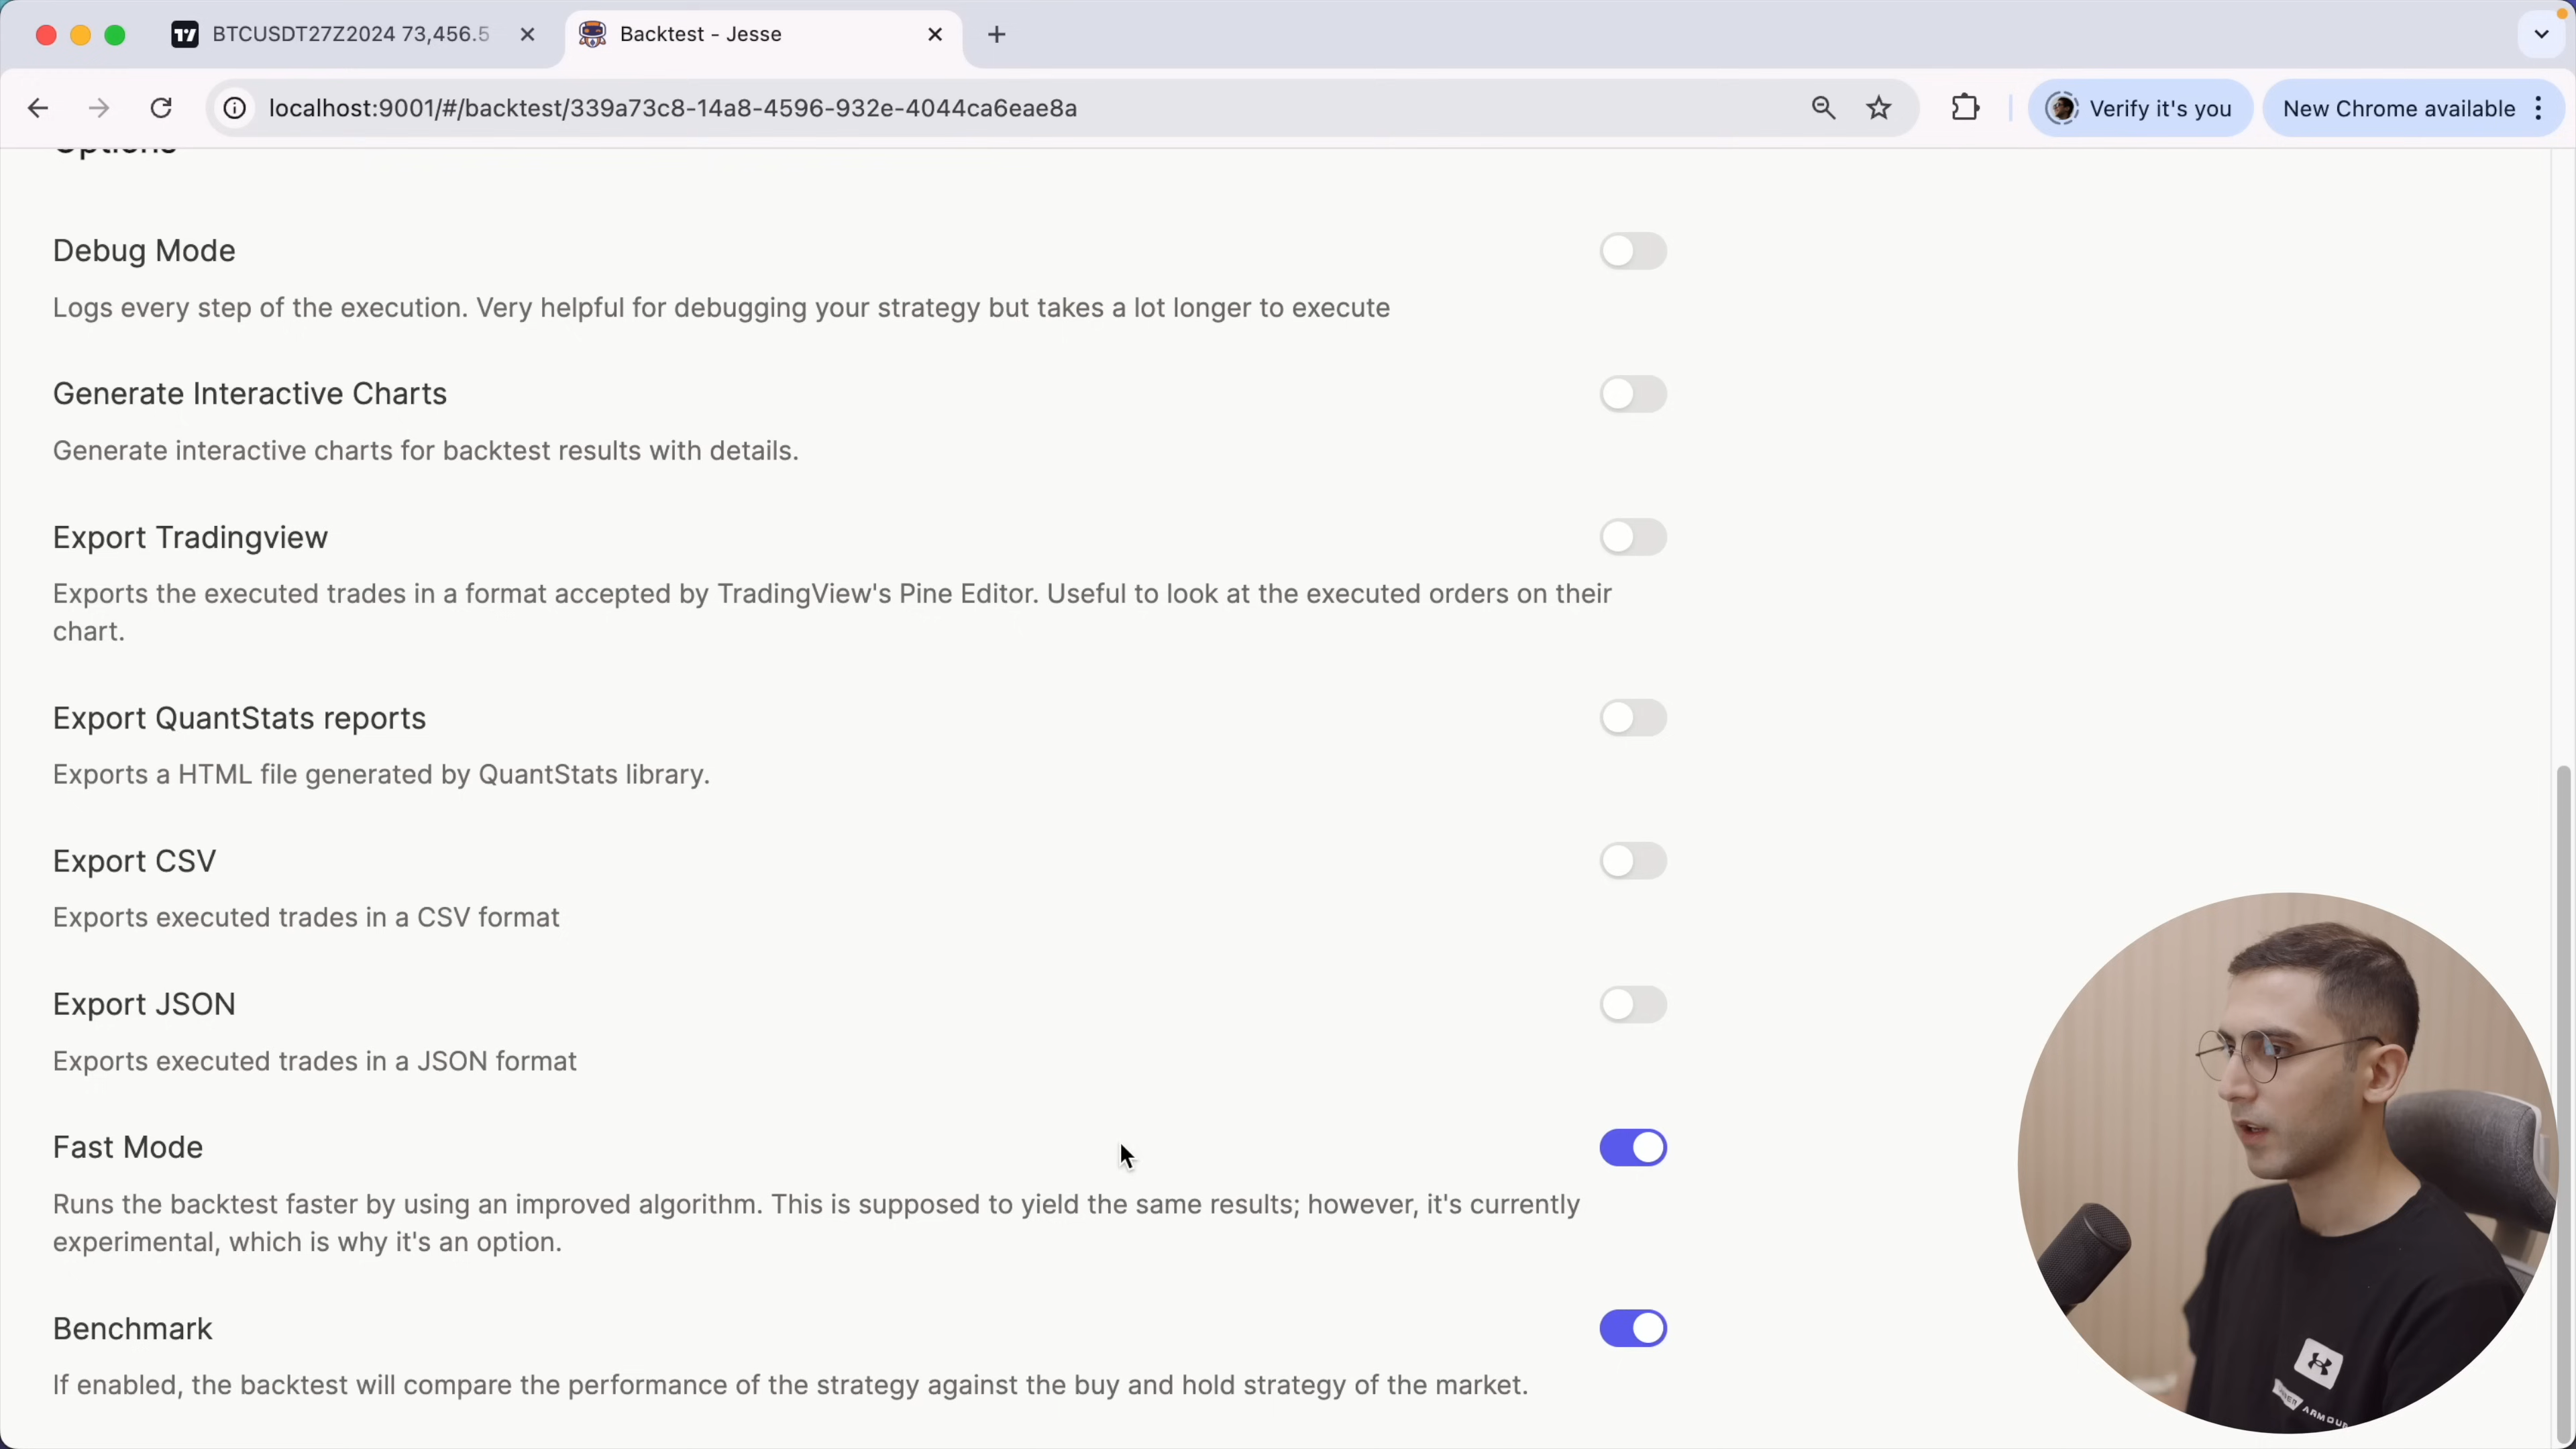 BTCUSDT27Z2024 73,456.5
Backtest - Jesse
localhost:9001/#/backtest/339a73c8-14a8-4596-932e-4044ca6eae8a
Verify it's you
New Chrome available
Options
Debug Mode
Logs every step of the execution. Very helpful for debugging your strategy but takes a lot longer to execute
Generate Interactive Charts
Generate interactive charts for backtest results with details.
Export Tradingview
Exports the executed trades in a format accepted by TradingView's Pine Editor. Useful to look at the executed orders on their
chart.
Export QuantStats reports
Exports a HTML file generated by QuantStats library.
Export CSV
Exports executed trades in a CSV format
Export JSON
Exports executed trades in a JSON format
Fast Mode
Runs the backtest faster by using an improved algorithm. This is supposed to yield the same results; however, it's currently
experimental, which is why it's an option.
Benchmark
If enabled, the backtest will compare the performance of the strategy against the buy and hold strategy of the market.